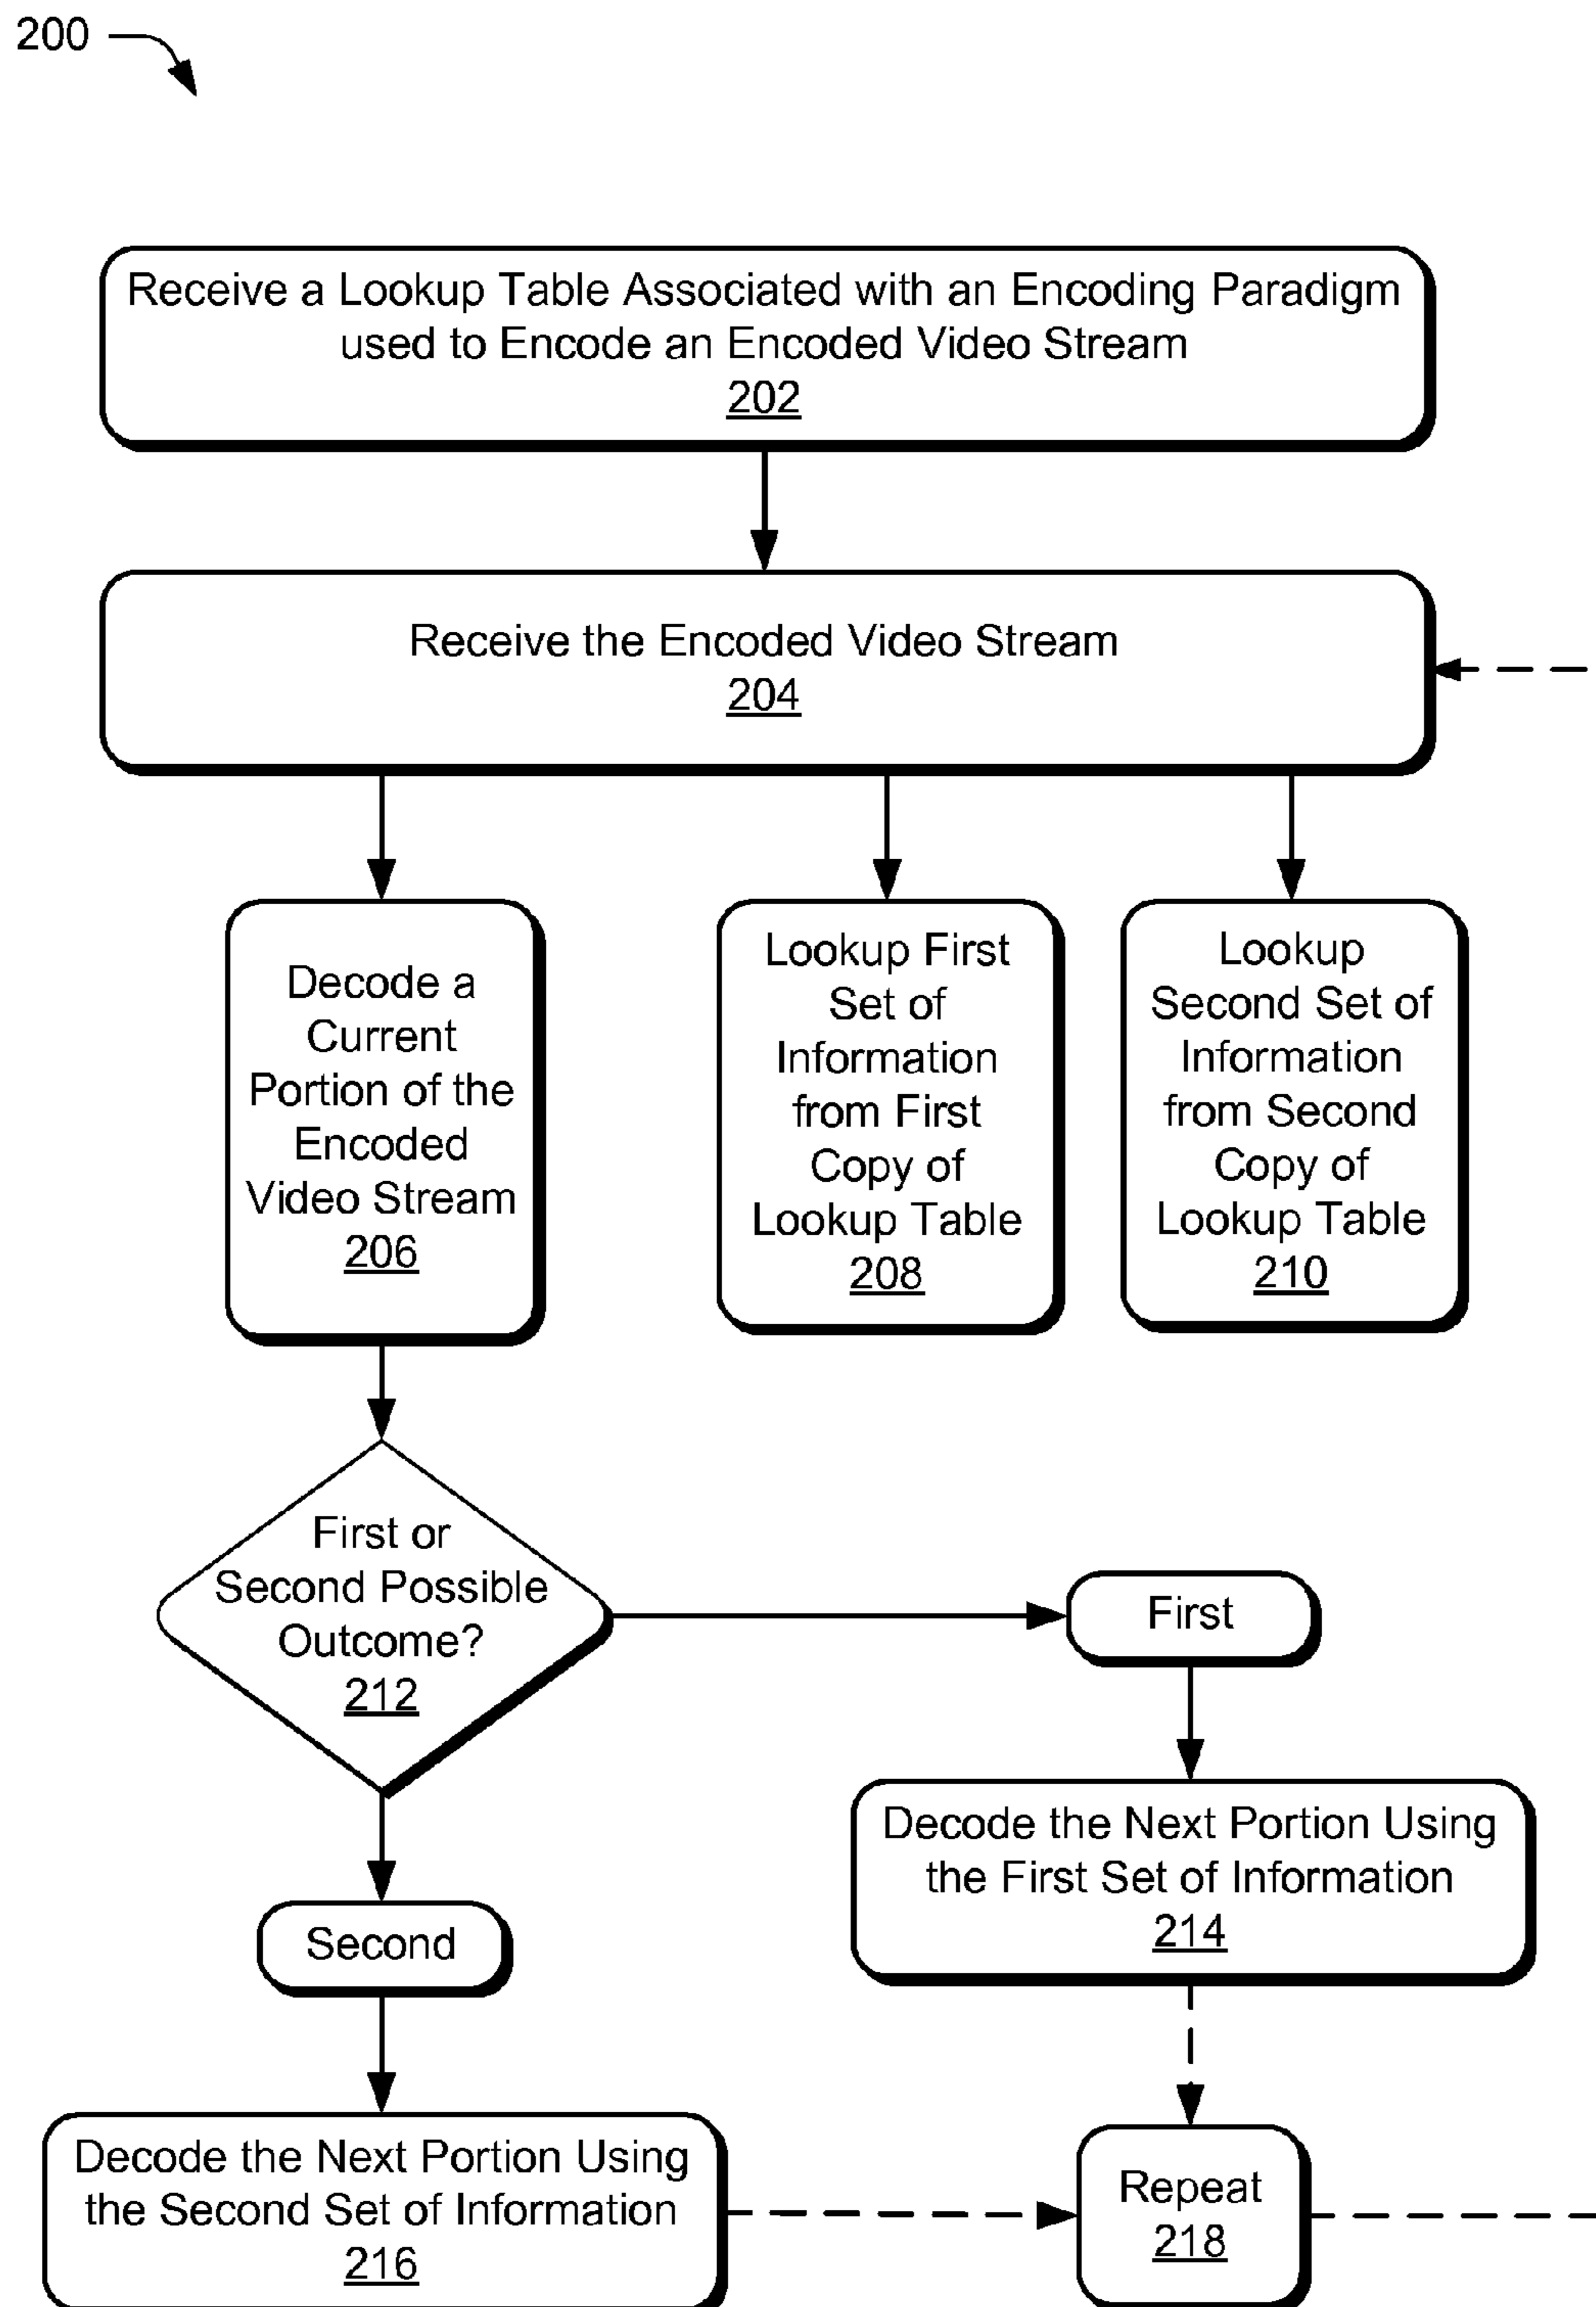 200
Receive a Lookup Table Associated with an Encoding Paradigm
used to Encode an Encoded Video Stream
202
Receive the Encoded Video Stream
204
Decode a
Current
Portion of the
Encoded
Video Stream
206
Lookup First
Set of
Information
from First
Copy of
Lookup Table
208
Lookup
Second Set of
Information
from Second
Copy of
Lookup Table
210
First or
Second Possible
Outcome?
212
First
Decode the Next Portion Using
the First Set of Information
214
Second
Decode the Next Portion Using
the Second Set of Information
216
Repeat
218